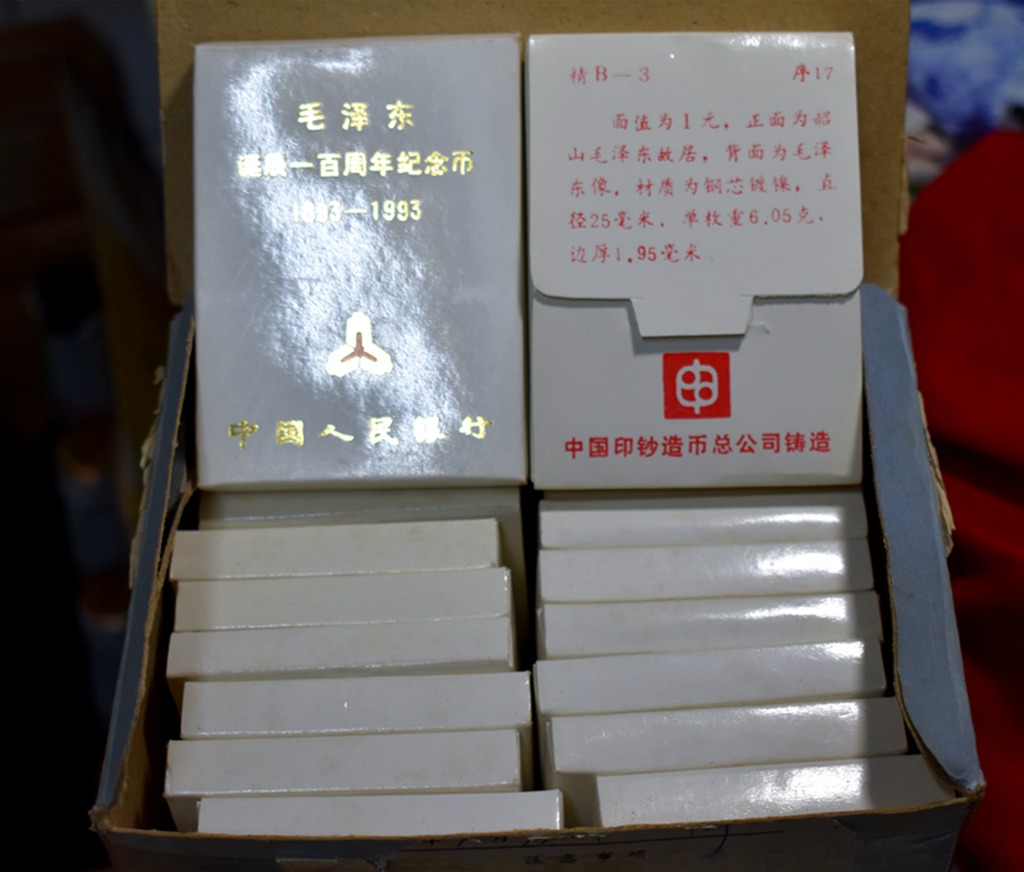 毛泽东
诞辰一百周年纪念币
1893—1993
中国人民银行
精B—3 序17
面值为1元，正面为韶
山毛泽东故居，背面为毛泽
东像，材质为钢芯镀镍，直
径25毫米，单枚重6.05克，
边厚1.95毫米。
中国印钞造币总公司铸造
注意事项